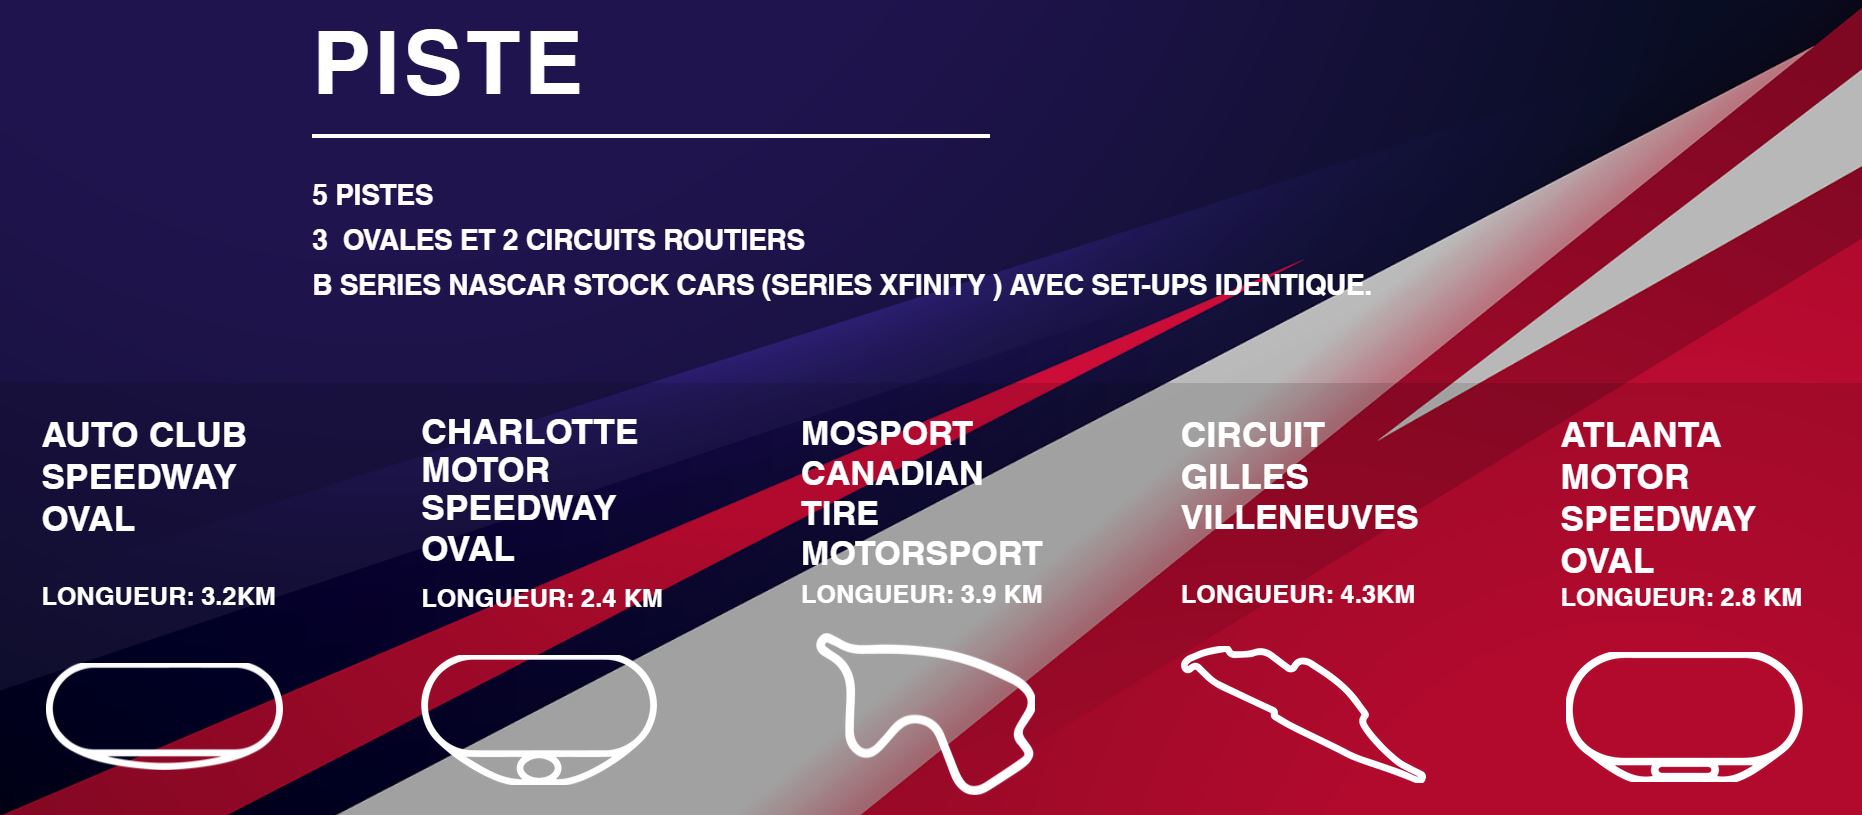 PISTE
5 PISTES
3  OVALES ET 2 CIRCUITS ROUTIERS
B SERIES NASCAR STOCK CARS (SERIES XFINITY ) AVEC SET-UPS IDENTIQUE.
AUTO CLUB
SPEEDWAY
OVAL
LONGUEUR: 3.2KM
CHARLOTTE
MOTOR
SPEEDWAY
OVAL
LONGUEUR: 2.4 KM
MOSPORT
CANADIAN
TIRE
MOTORSPORT
LONGUEUR: 3.9 KM
CIRCUIT
GILLES
VILLENEUVES
LONGUEUR: 4.3KM
ATLANTA
MOTOR
SPEEDWAY
OVAL
LONGUEUR: 2.8 KM